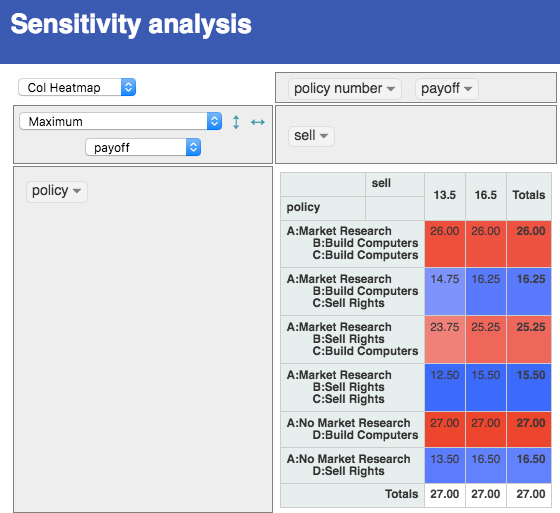 Sensitivity analysis
Col Heatmap
policy number payoff
Maximum
payoff
sell
policy
sell 13.5 16.5 Totals
policy
A:Market Research 26.00 26.00 26.00
B:Build Computers
C:Build Computers
A:Market Research 14.75 16.25 16.25
B:Build Computers
C:Sell Rights
A:Market Research 23.75 25.25 25.25
B:Sell Rights
C:Build Computers
A:Market Research 12.50 15.50 15.50
B:Sell Rights
C:Sell Rights
A:No Market Research 27.00 27.00 27.00
D:Build Computers
A:No Market Research 13.50 16.50 16.50
D:Sell Rights
Totals 27.00 27.00 27.00